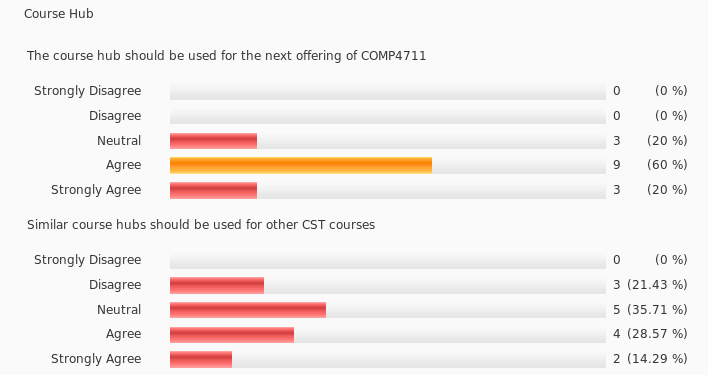 Course Hub
The course hub should be used for the next offering of COMP4711
Strongly Disagree 0 (0 %)
Disagree 0 (0 %)
Neutral 3 (20 %)
Agree 9 (60 %)
Strongly Agree 3 (20 %)
Similar course hubs should be used for other CST courses
Strongly Disagree 0 (0 %)
Disagree 3 (21.43 %)
Neutral 5 (35.71 %)
Agree 4 (28.57 %)
Strongly Agree 2 (14.29 %)